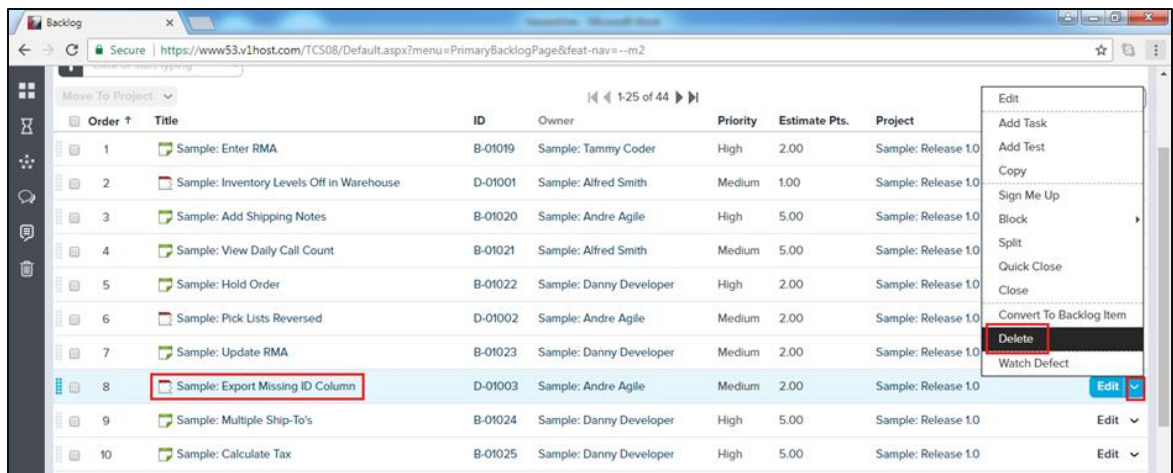 Backlog
Secure | https://www53.v1host.com/TCS08/Default.aspx?menu=PrimaryBacklogPage&feat-nav=--m2
Move To Project 1-25 of 44
Order Title ID Owner Priority Estimate Pts. Project
1 Sample: Enter RMA B-01019 Sample: Tammy Coder High 2.00 Sample: Release 1.0
2 Sample: Inventory Levels Off in Warehouse D-01001 Sample: Alfred Smith Medium 1.00 Sample: Release 1.0
3 Sample: Add Shipping Notes B-01020 Sample: Andre Agile High 5.00 Sample: Release 1.0
4 Sample: View Daily Call Count B-01021 Sample: Alfred Smith Medium 5.00 Sample: Release 1.0
5 Sample: Hold Order B-01022 Sample: Danny Developer High 2.00 Sample: Release 1.0
6 Sample: Pick Lists Reversed D-01002 Sample: Andre Agile Medium 2.00 Sample: Release 1.0
7 Sample: Update RMA B-01023 Sample: Danny Developer Medium 2.00 Sample: Release 1.0
8 Sample: Export Missing ID Column D-01003 Sample: Andre Agile Medium 2.00 Sample: Release 1.0 Edit
9 Sample: Multiple Ship-To's B-01024 Sample: Danny Developer High 5.00 Sample: Release 1.0 Edit
10 Sample: Calculate Tax B-01025 Sample: Danny Developer High 5.00 Sample: Release 1.0 Edit
Edit
Add Task
Add Test
Copy
Sign Me Up
Block
Split
Quick Close
Close
Convert To Backlog Item
Delete
Watch Defect